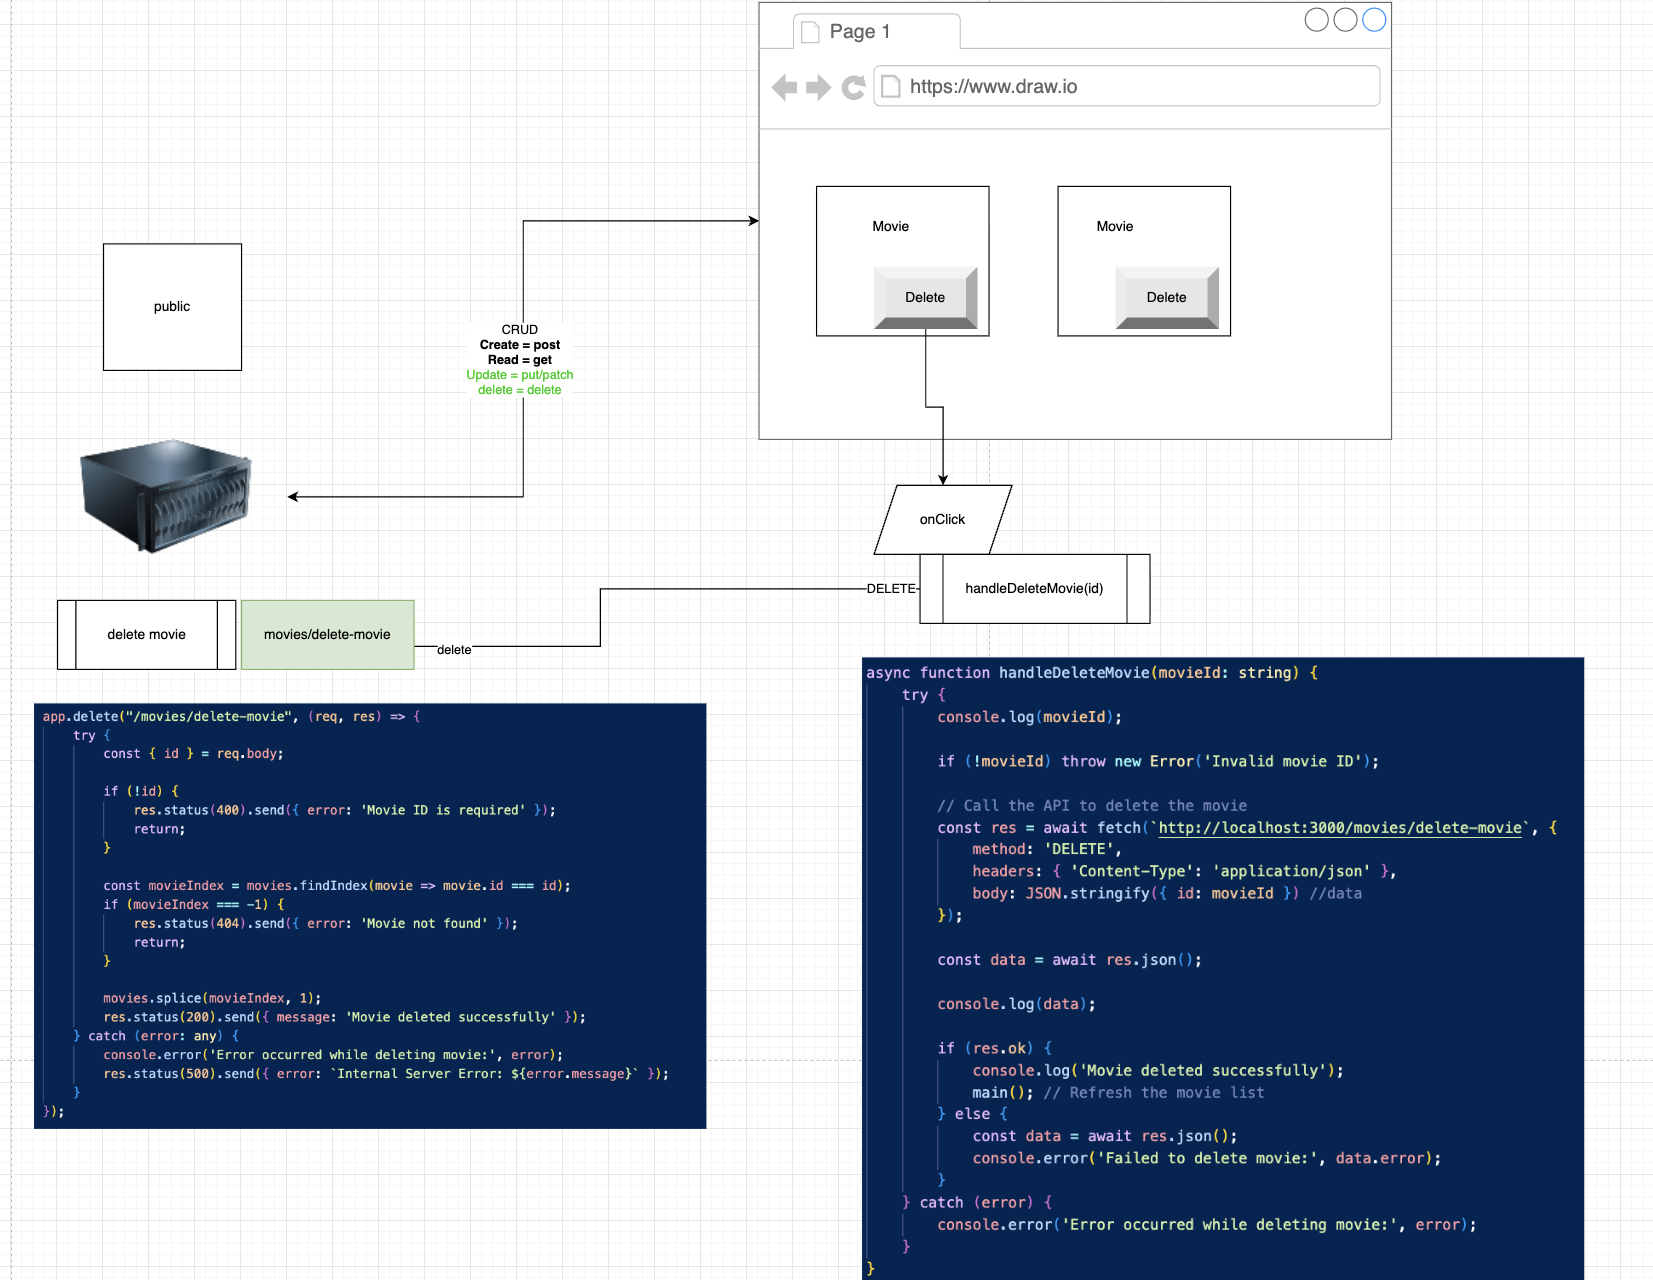 Page 1
https://www.draw.io
Movie
Movie
Delete
Delete
public
CRUD
Create = post
Read = get
Update = put/patch
delete = delete
onClick
DELETE
handleDeleteMovie(id)
delete movie
movies/delete-movie
delete
app.delete("/movies/delete-movie", (req, res) => {
try {
const { id } = req.body;
if (!id) {
res.status(400).send({ error: 'Movie ID is required' });
return;
}
const movieIndex = movies.findIndex(movie => movie.id === id);
if (movieIndex === -1) {
res.status(404).send({ error: 'Movie not found' });
return;
}
movies.splice(movieIndex, 1);
res.status(200).send({ message: 'Movie deleted successfully' });
} catch (error: any) {
console.error('Error occurred while deleting movie:', error);
res.status(500).send({ error: `Internal Server Error: ${error.message}` });
}
});
async function handleDeleteMovie(movieId: string) {
try {
console.log(movieId);
if (!movieId) throw new Error('Invalid movie ID');
// Call the API to delete the movie
const res = await fetch(`http://localhost:3000/movies/delete-movie`, {
method: 'DELETE',
headers: { 'Content-Type': 'application/json' },
body: JSON.stringify({ id: movieId }) //data
});
const data = await res.json();
console.log(data);
if (res.ok) {
console.log('Movie deleted successfully');
main(); // Refresh the movie list
} else {
const data = await res.json();
console.error('Failed to delete movie:', data.error);
}
} catch (error) {
console.error('Error occurred while deleting movie:', error);
}
}